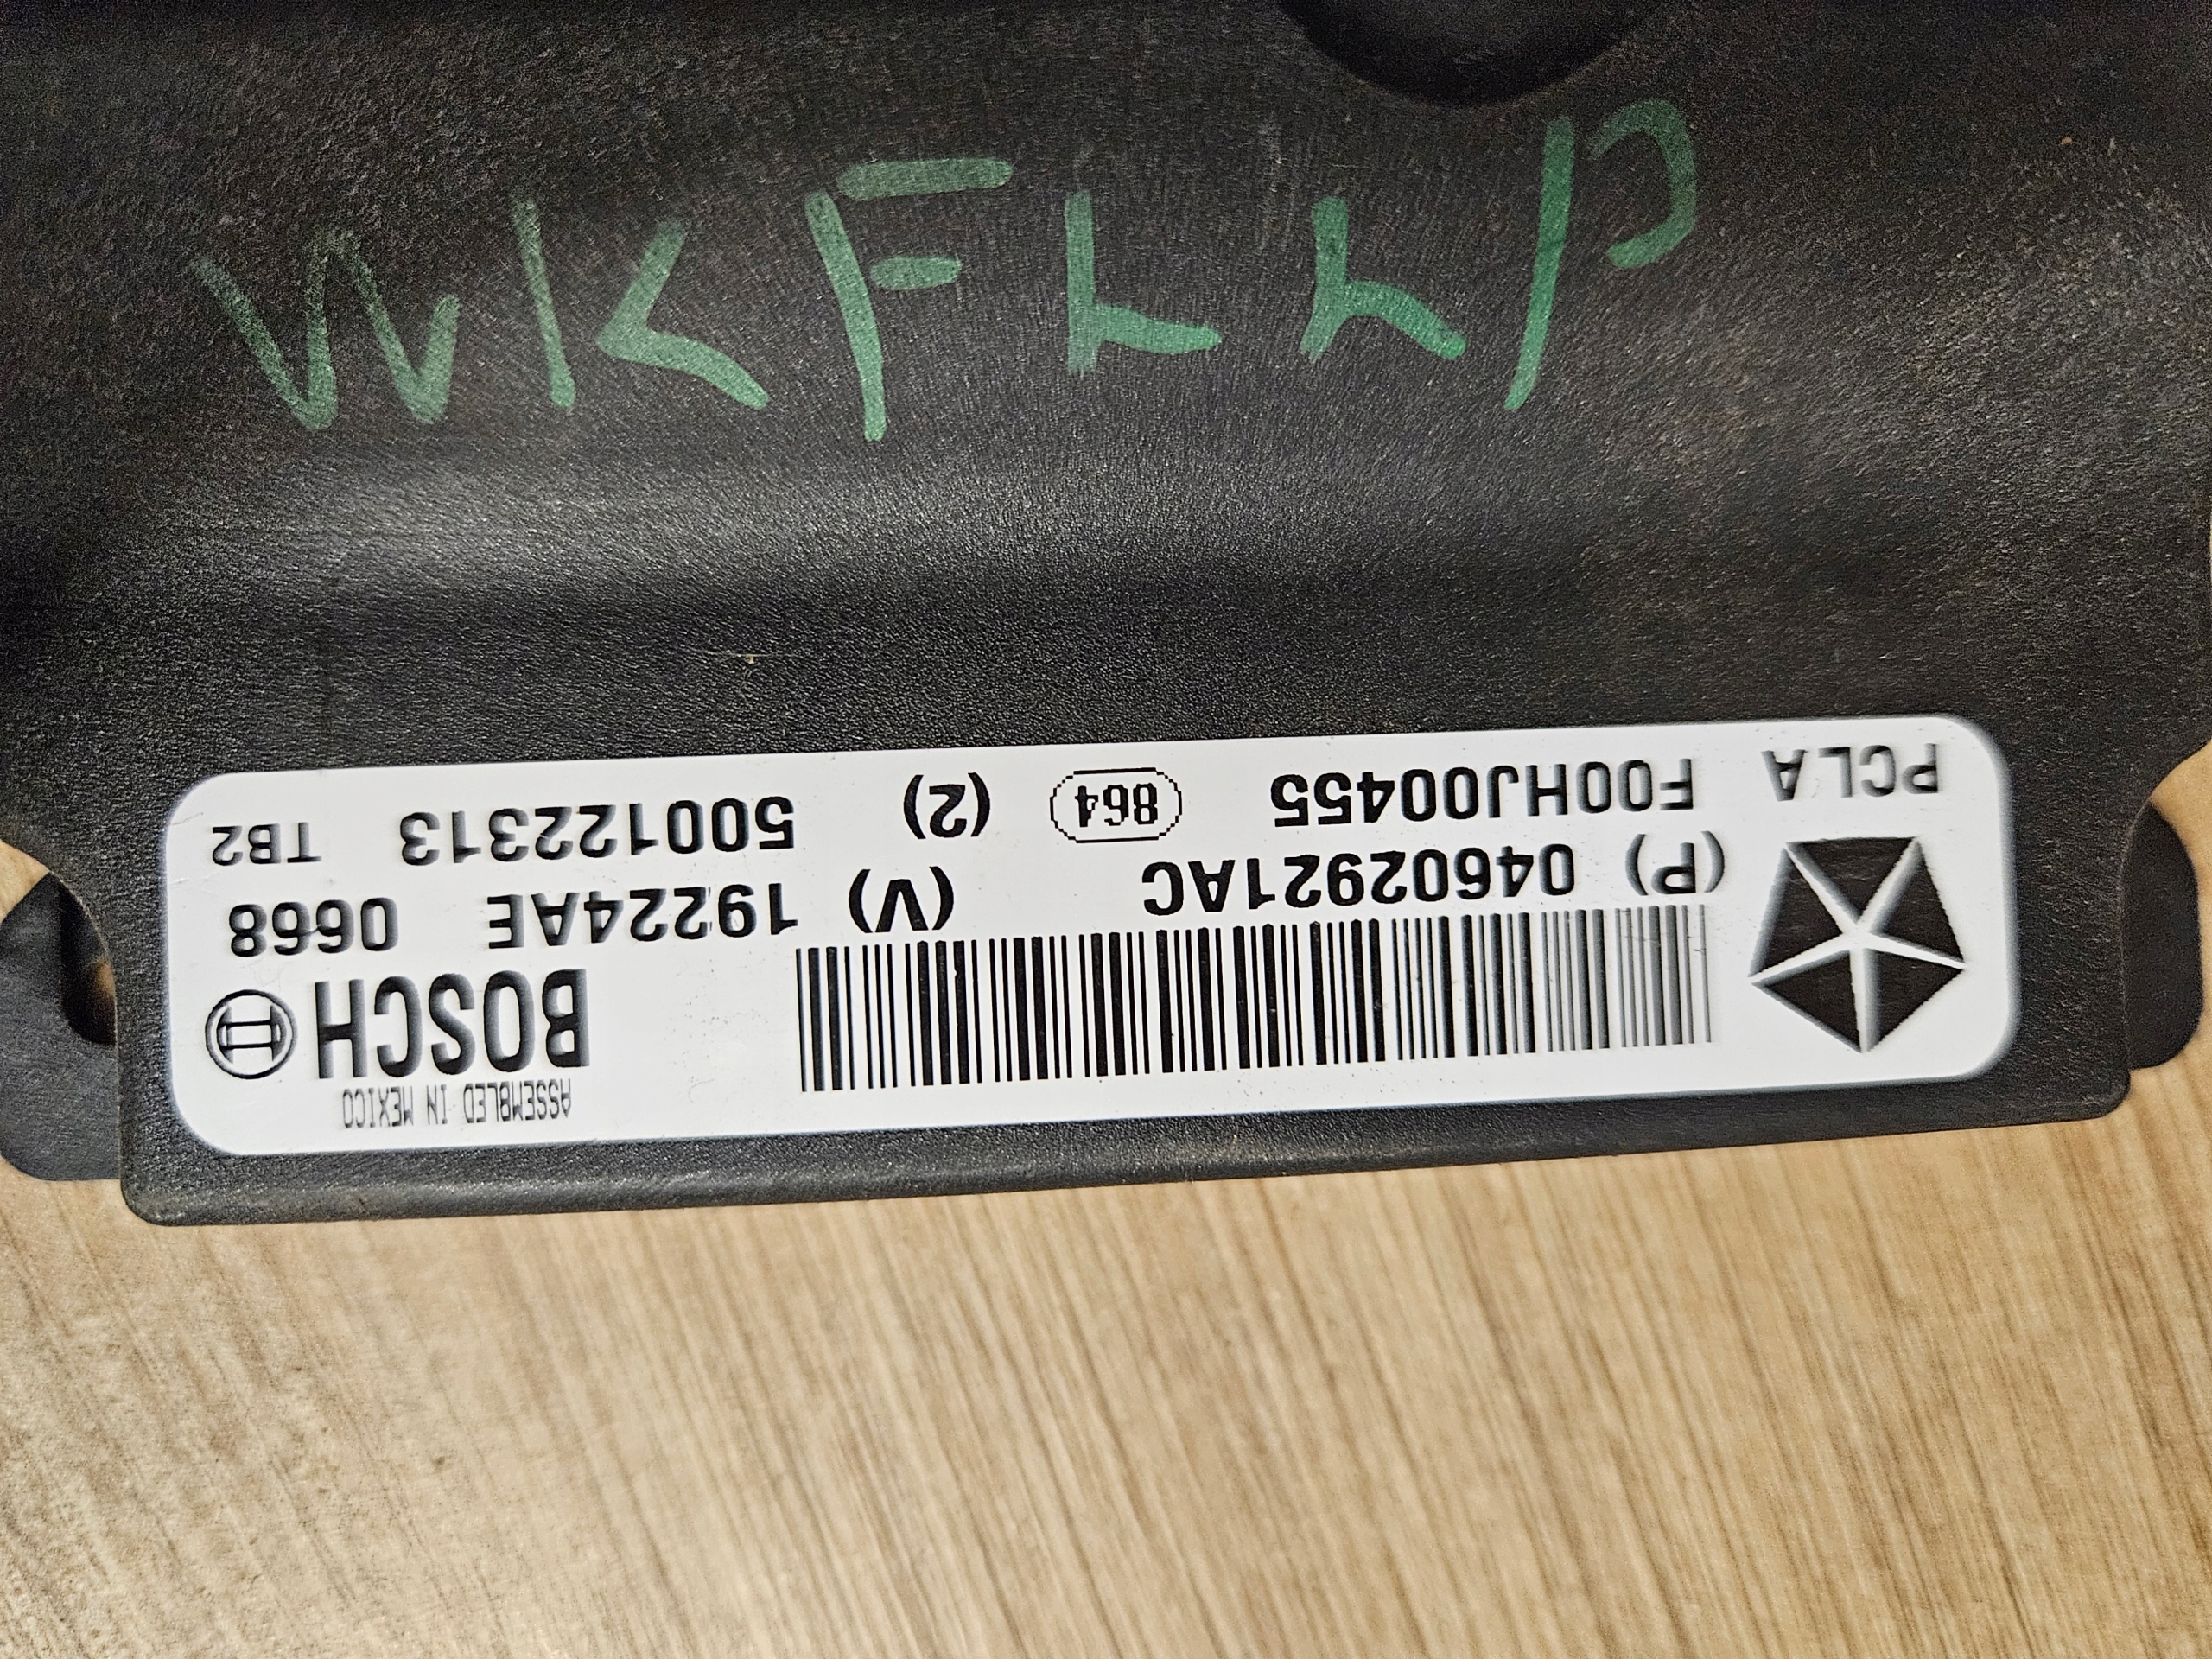 ASSEMBLED IN MEXICO
BOSCH
(P) 04602921AC (V) 19224AE 0668
PCLA F00HJ00455 864 (2) 500122313 TB2